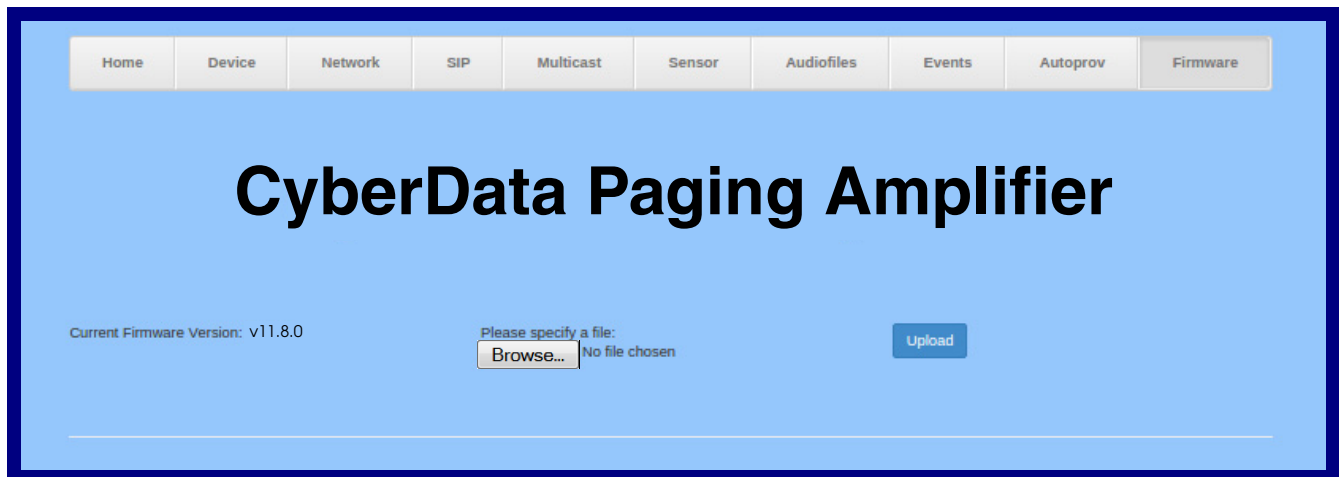 Home Device Network SIP Multicast Sensor Audiofiles Events Autoprov Firmware
CyberData Paging Amplifier
Current Firmware Version: v11.8.0
Please specify a file:
Browse... No file chosen
Upload